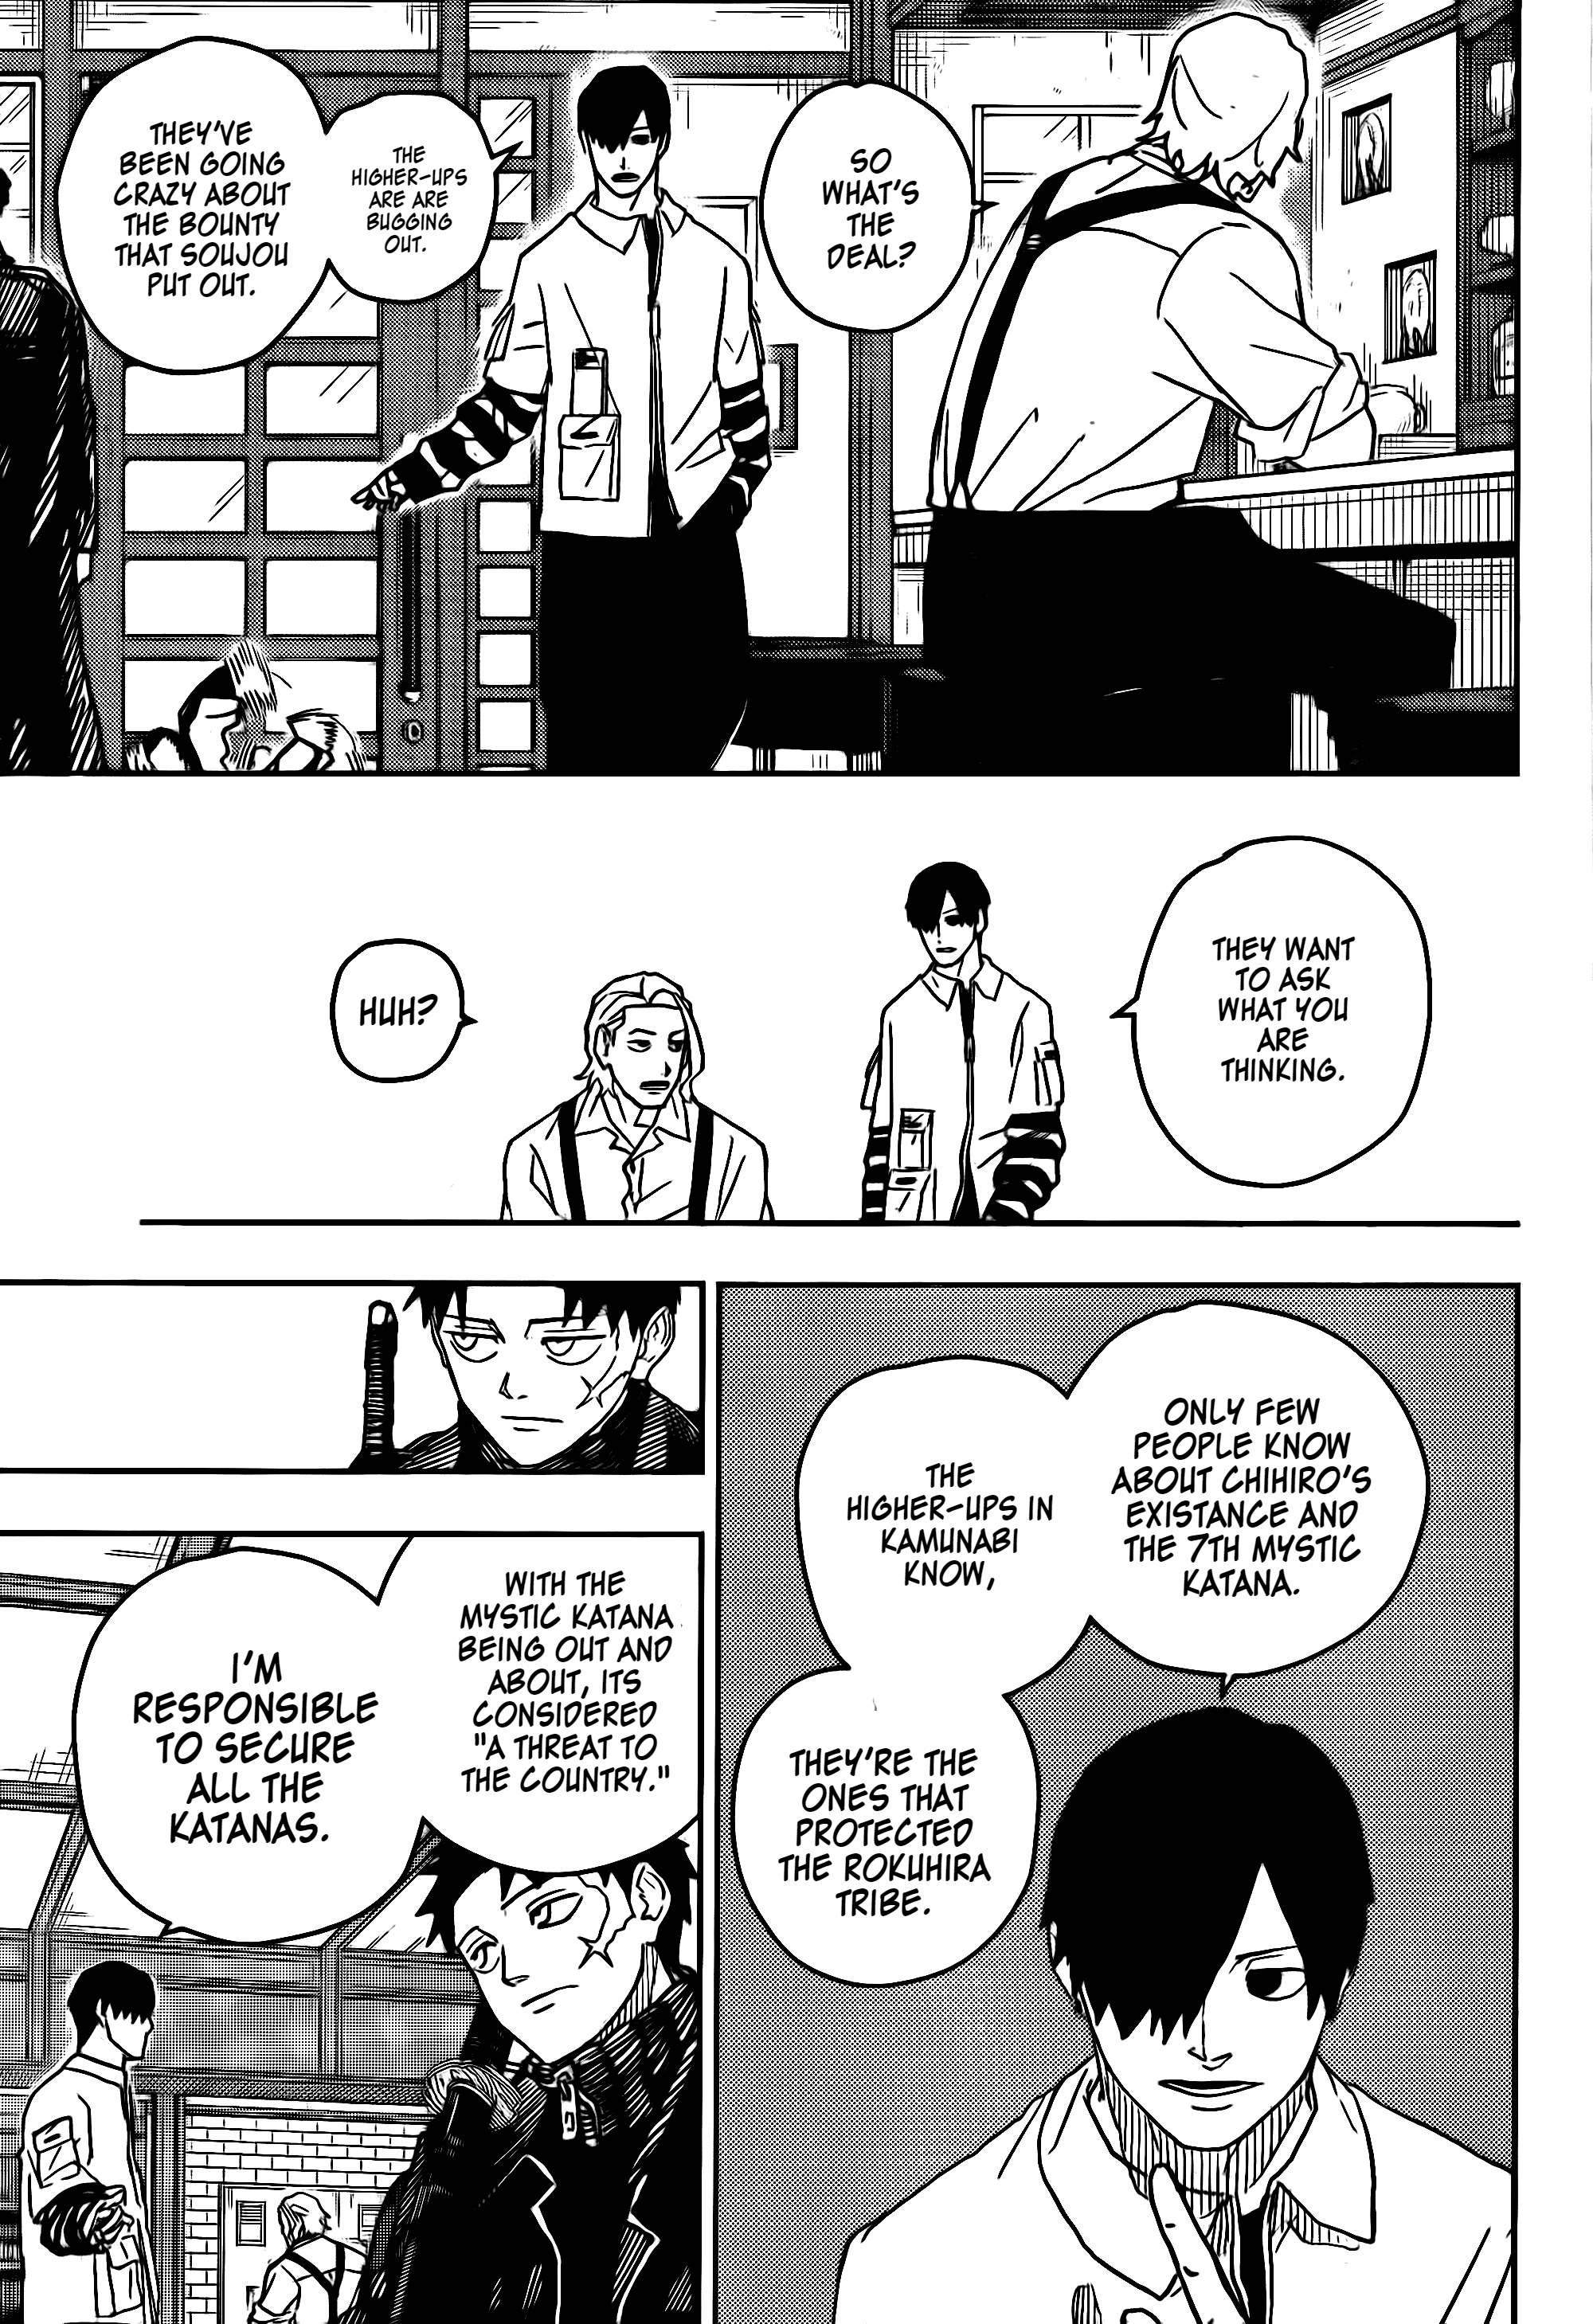 SO
WHAT'S
THE
DEAL?
THE
HIGHER-UPS
ARE ARE
BUGGING
OUT.
THEY'VE
BEEN GOING
CRAZY ABOUT
THE BOUNTY
THAT SOUJOU
PUT OUT.
THEY WANT
TO ASK
WHAT YOU
ARE
THINKING.
HUH?
ONLY FEW
PEOPLE KNOW
ABOUT CHIHIRO'S
EXISTANCE AND
THE 7TH MYSTIC
KATANA.
THE
HIGHER-UPS IN
KAMUNABI
KNOW,
THEY'RE THE
ONES THAT
PROTECTED
THE ROKUHIRA
TRIBE.
WITH THE
MYSTIC KATANA
BEING OUT AND
ABOUT, ITS
CONSIDERED
"A THREAT TO
THE COUNTRY."
I'M
RESPONSIBLE
TO SECURE
ALL THE
KATANAS.